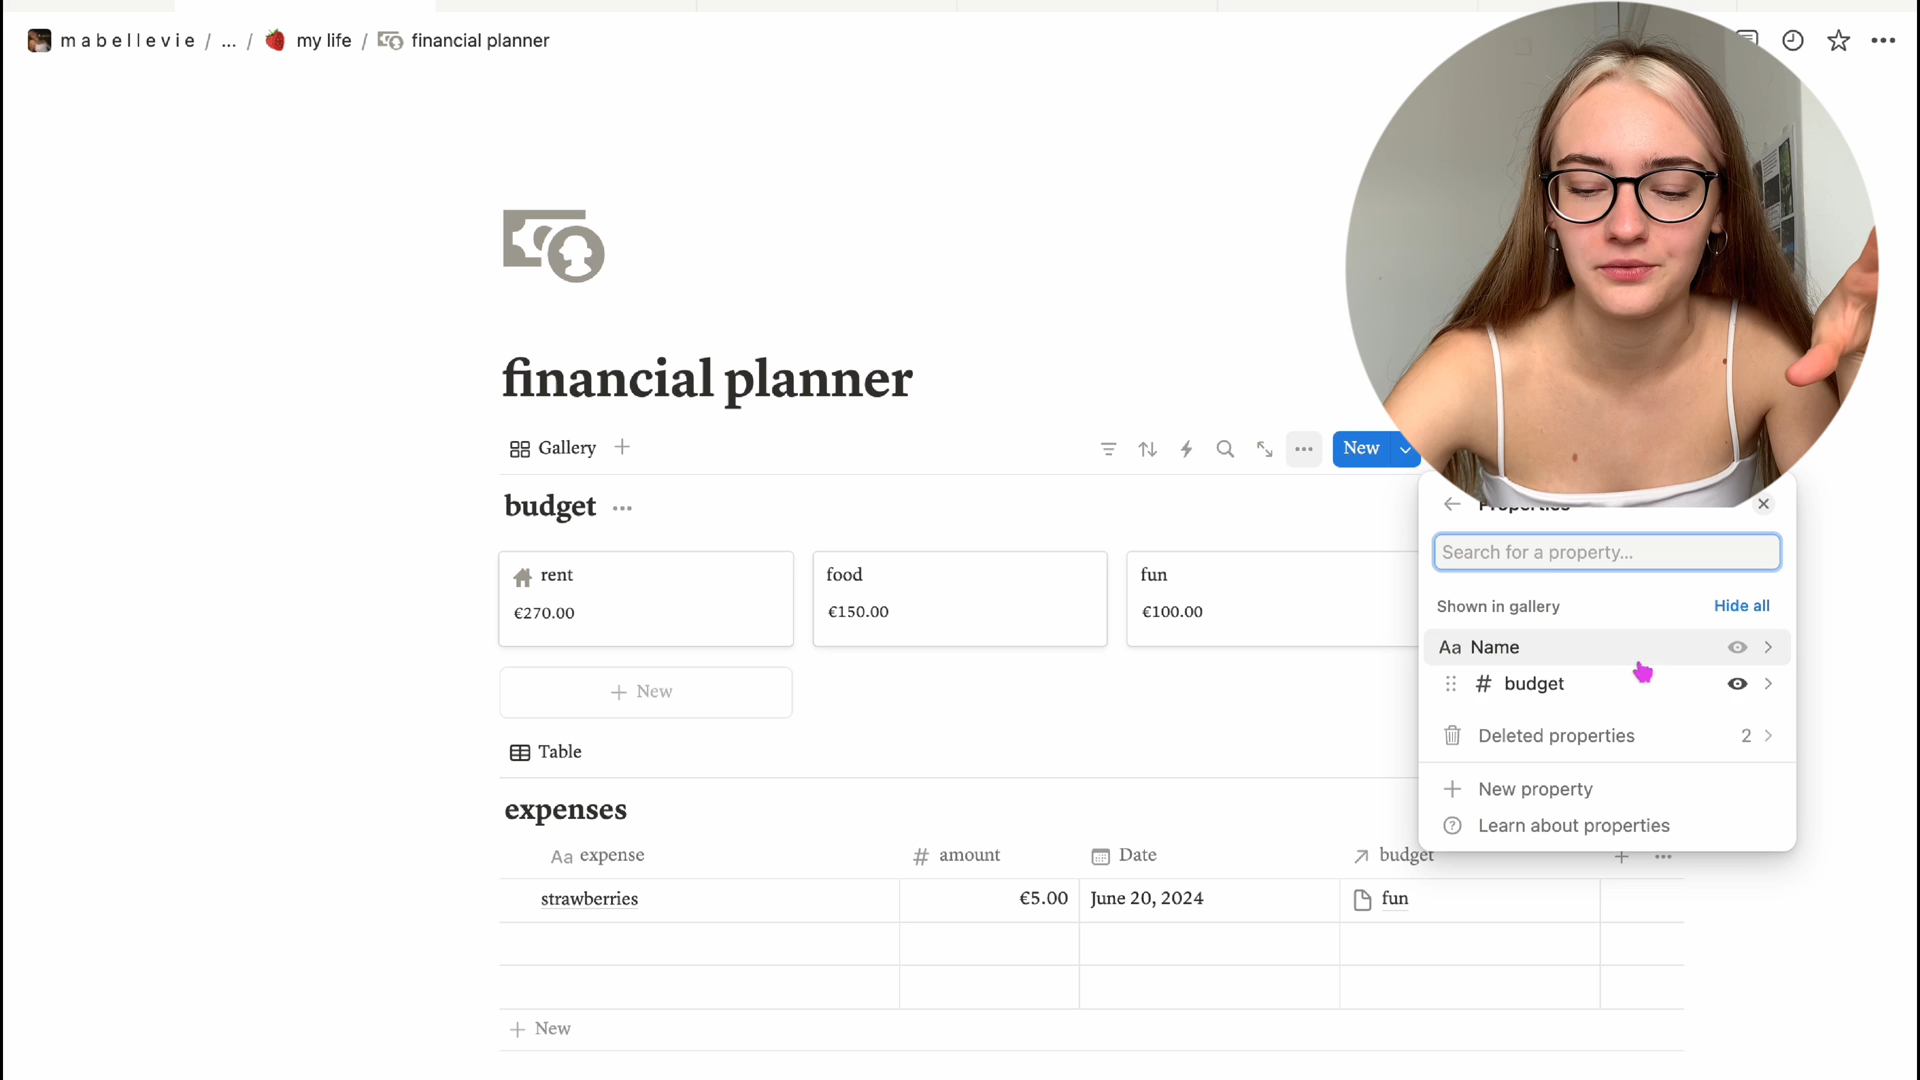 mabellevie / ... / my life / financial planner
financial planner
Gallery
New
budget ...
Properties
Search for a property...
rent
food
fun
€270.00
€150.00
€100.00
Shown in gallery
Hide all
Aa Name
# budget
New
Deleted properties 2
New property
Learn about properties
Table
expenses
Aa expense
# amount
Date
budget
strawberries
€5.00
June 20, 2024
fun
New